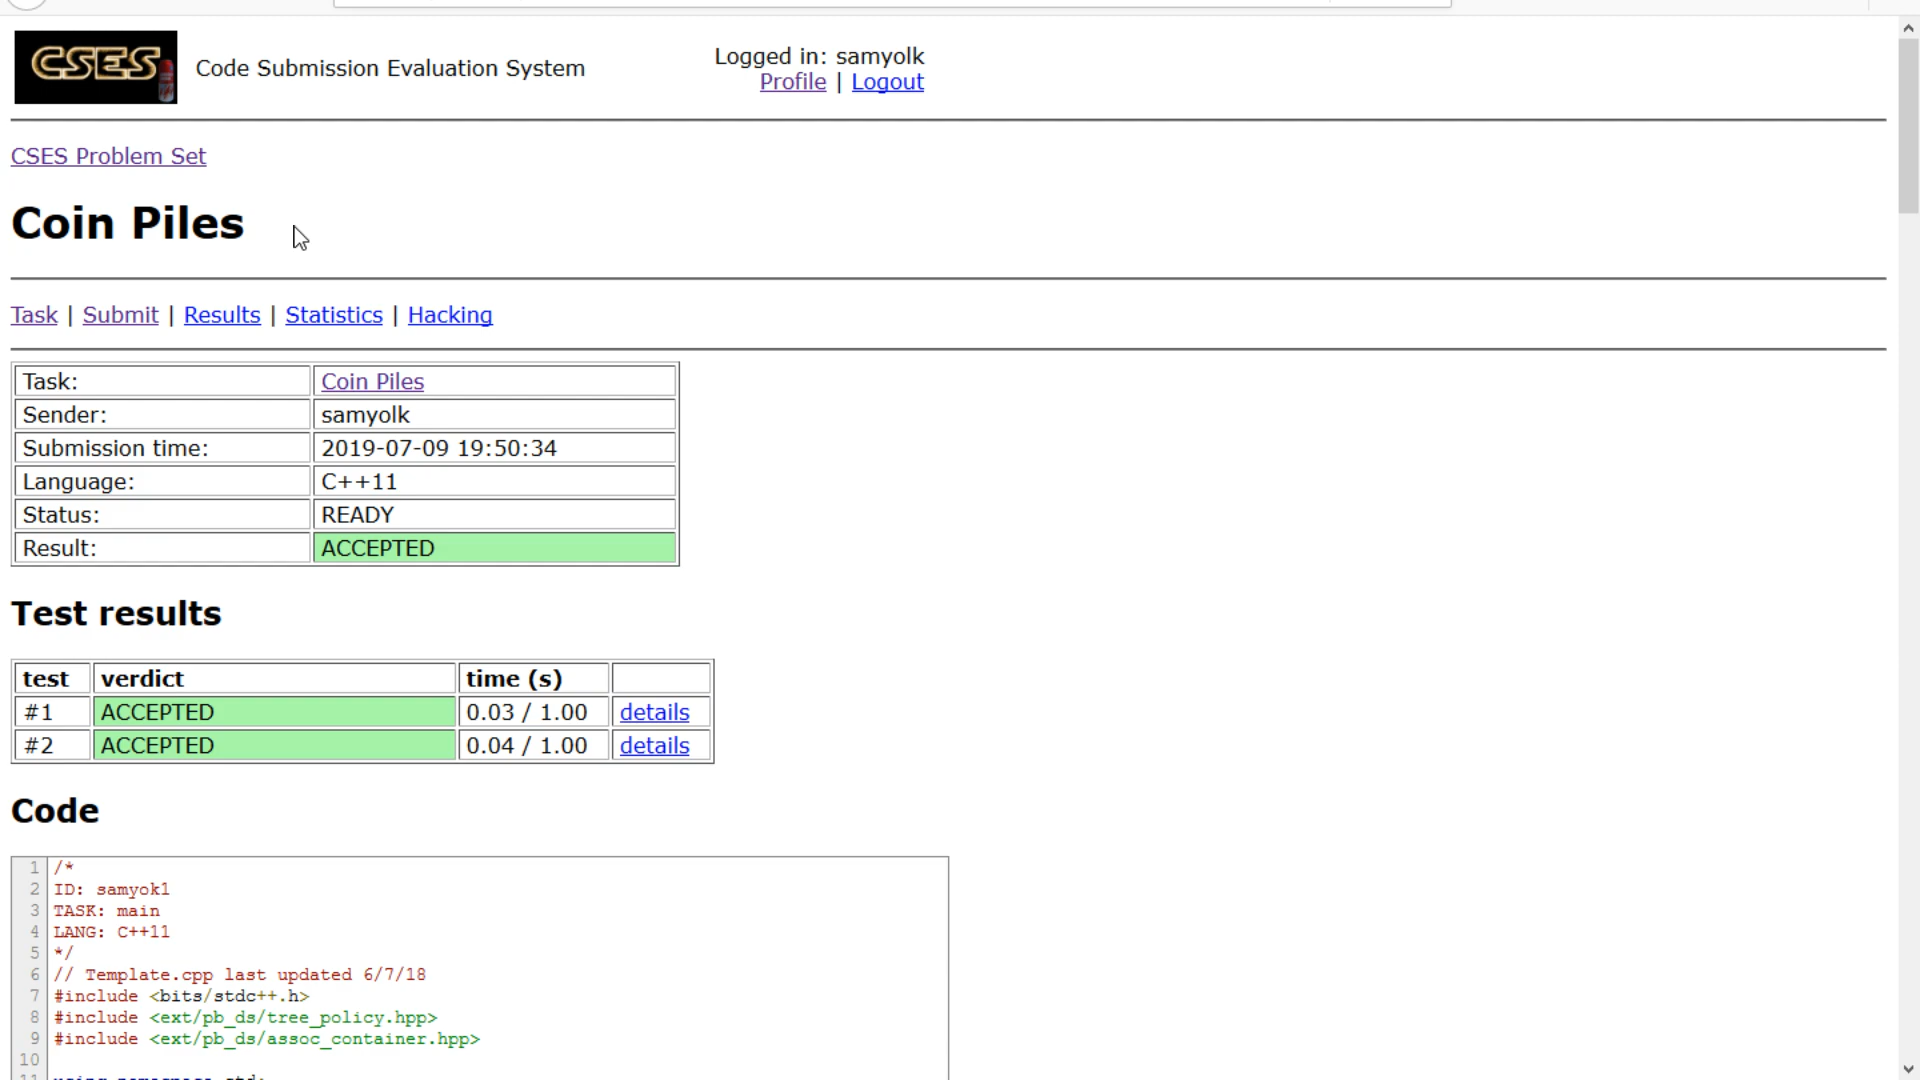 CSES
Code Submission Evaluation System
Logged in: samyolk
Profile | Logout
CSES Problem Set
Coin Piles
Task | Submit | Results | Statistics | Hacking
Task: Coin Piles
Sender: samyolk
Submission time: 2019-07-09 19:50:34
Language: C++11
Status: READY
Result: ACCEPTED
Test results
test verdict time (s)
#1 ACCEPTED 0.03 / 1.00 details
#2 ACCEPTED 0.04 / 1.00 details
Code
1 /*
2 ID: samyok1
3 TASK: main
4 LANG: C++11
5 */
6 // Template.cpp last updated 6/7/18
7 #include <bits/stdc++.h>
8 #include <ext/pb_ds/tree_policy.hpp>
9 #include <ext/pb_ds/assoc_container.hpp>
10
11 using namespace std;